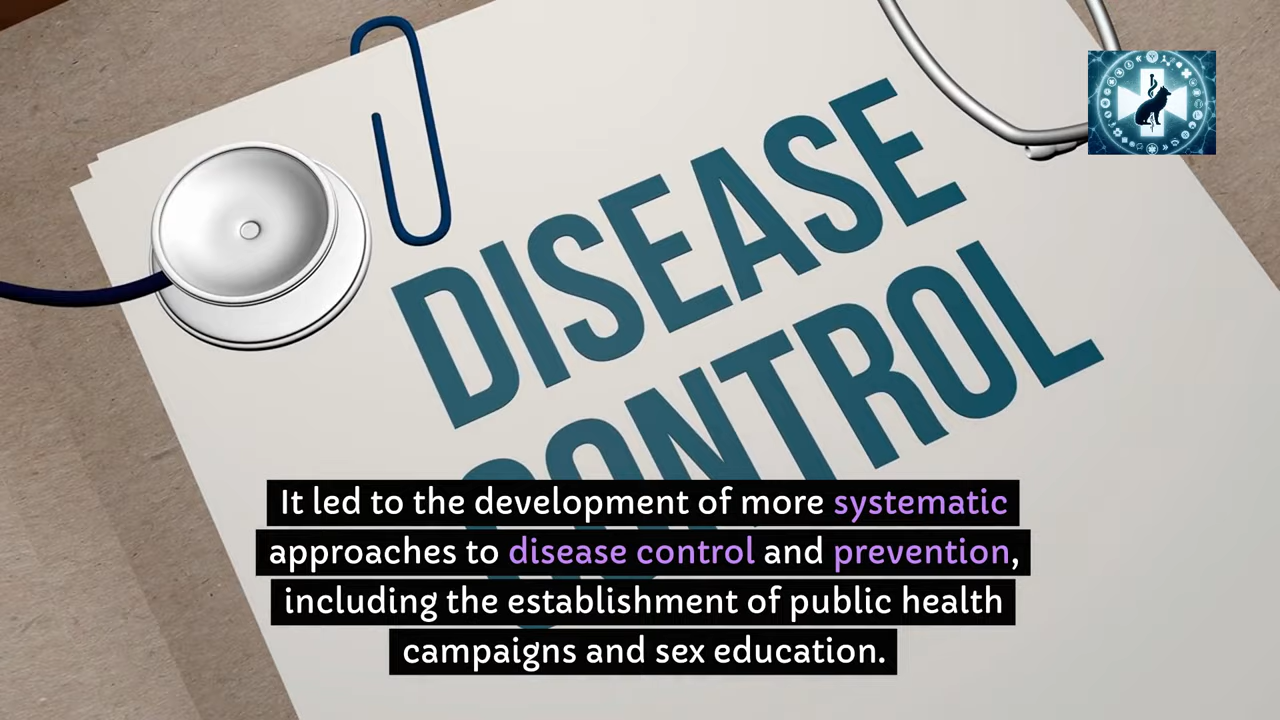 DISEASE
CONTROL
It led to the development of more systematic
approaches to disease control and prevention,
including the establishment of public health
campaigns and sex education.